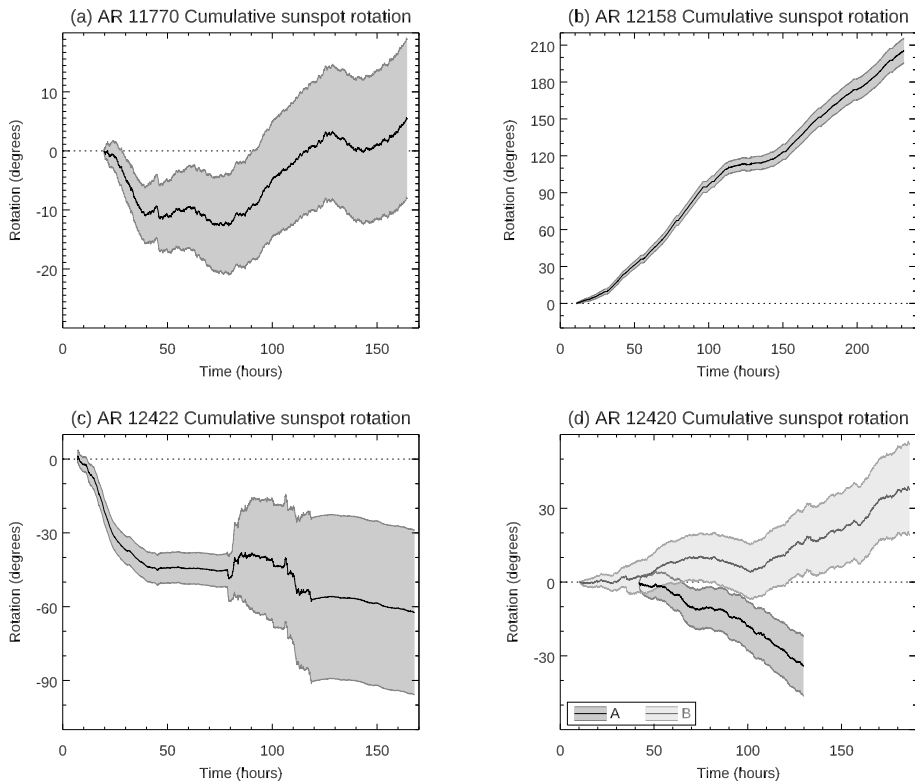 (a) AR 11770 Cumulative sunspot rotation
10
0
-10
-20
Rotation (degrees)
0 50 100 150
Time (hours)
(b) AR 12158 Cumulative sunspot rotation
210
180
150
120
90
60
30
0
Rotation (degrees)
0 50 100 150 200
Time (hours)
(c) AR 12422 Cumulative sunspot rotation
0
-30
-60
-90
Rotation (degrees)
0 50 100 150
Time (hours)
(d) AR 12420 Cumulative sunspot rotation
30
0
-30
Rotation (degrees)
A B
0 50 100 150
Time (hours)